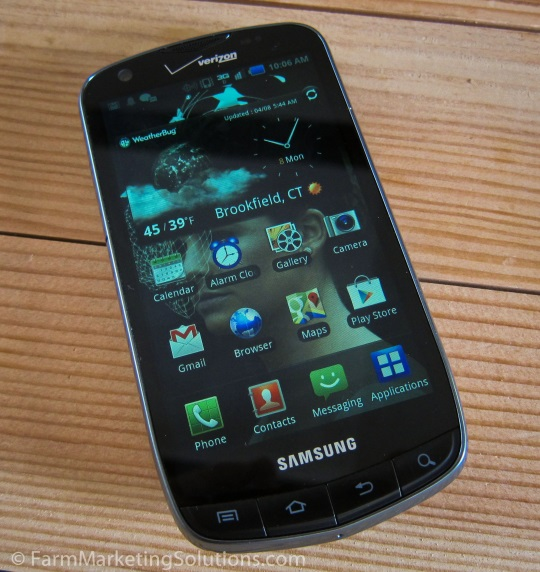 verizon
3G 10:06 AM
Updated : 04/08 5:44 AM
WeatherBug
8 Mon
Brookfield, CT
45 / 39°F
Calendar Alarm Clo Gallery Camera
Gmail Browser Maps Play Store
Phone Contacts Messaging Applications
SAMSUNG
© FarmMarketingSolutions.com